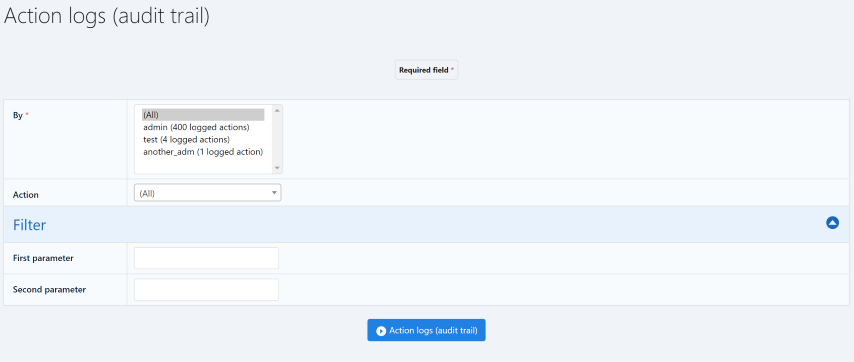 Action logs (audit trail)
Required field *
By *
(All)
admin (400 logged actions)
test (4 logged actions)
another_adm (1 logged action)
Action
(All)
Filter
First parameter
Second parameter
Action logs (audit trail)